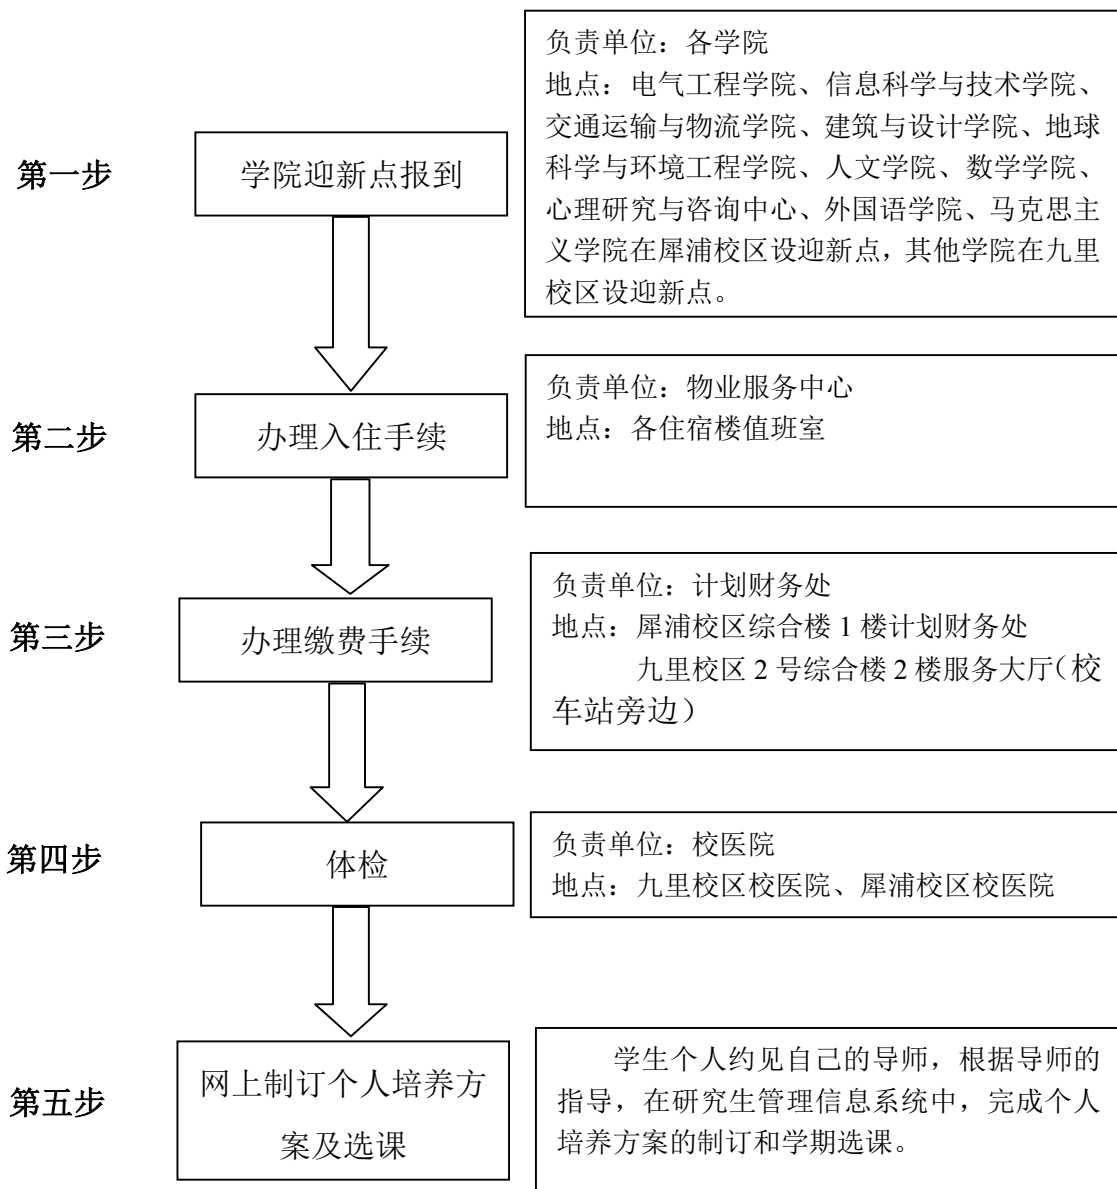 第一步
学院迎新点报到
负责单位：各学院
地点：电气工程学院、信息科学与技术学院、
交通运输与物流学院、建筑与设计学院、地球
科学与环境工程学院、人文学院、数学学院、
心理研究与咨询中心、外国语学院、马克思主
义学院在犀浦校区设迎新点，其他学院在九里
校区设迎新点。
第二步
办理入住手续
负责单位：物业服务中心
地点：各住宿楼值班室
第三步
办理缴费手续
负责单位：计划财务处
地点：犀浦校区综合楼 1 楼计划财务处
九里校区 2 号综合楼 2 楼服务大厅（校
车站旁边）
第四步
体检
负责单位：校医院
地点：九里校区校医院、犀浦校区校医院
第五步
网上制订个人培养方
案及选课
学生个人约见自己的导师，根据导师的
指导，在研究生管理信息系统中，完成个人
培养方案的制订和学期选课。